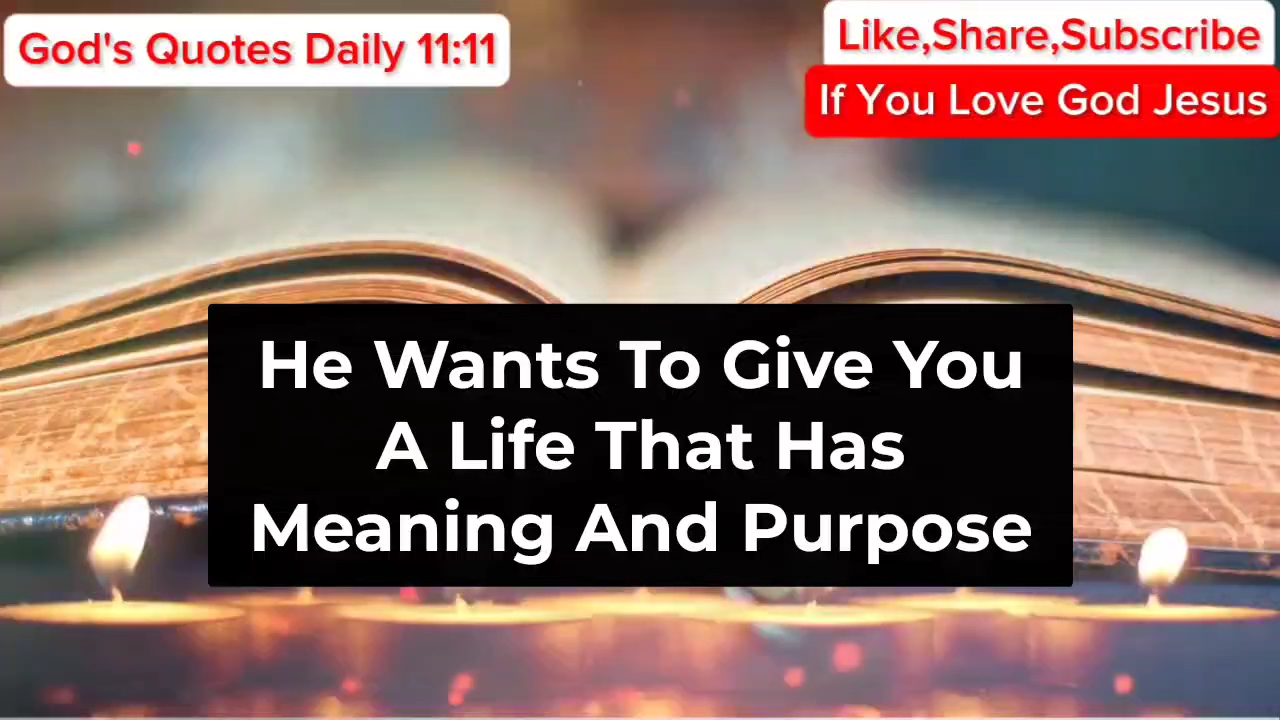 God's Quotes Daily 11:11
Like,Share,Subscribe
If You Love God Jesus
He Wants To Give You
A Life That Has
Meaning And Purpose